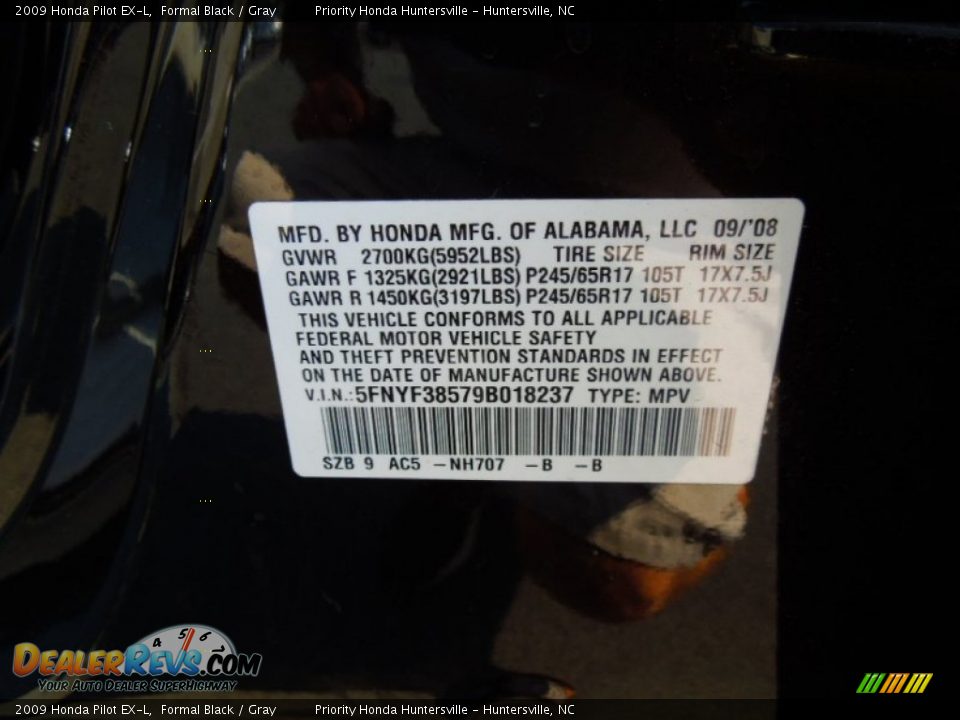 2009 Honda Pilot EX-L, Formal Black / Gray Priority Honda Huntersville - Huntersville, NC
MFD. BY HONDA MFG. OF ALABAMA, LLC 09/'08
GVWR 2700KG(5952LBS) TIRE SIZE RIM SIZE
GAWR F 1325KG(2921LBS) P245/65R17 105T 17X7.5J
GAWR R 1450KG(3197LBS) P245/65R17 105T 17X7.5J
THIS VEHICLE CONFORMS TO ALL APPLICABLE
FEDERAL MOTOR VEHICLE SAFETY
AND THEFT PREVENTION STANDARDS IN EFFECT
ON THE DATE OF MANUFACTURE SHOWN ABOVE.
V.I.N.: 5FNYF38579B018237 TYPE: MPV
SZB 9 AC5 -NH707 -B -B
4 5 6
DEALERREVS.COM
YOUR AUTO DEALER SUPERHIGHWAY
2009 Honda Pilot EX-L, Formal Black / Gray Priority Honda Huntersville - Huntersville, NC